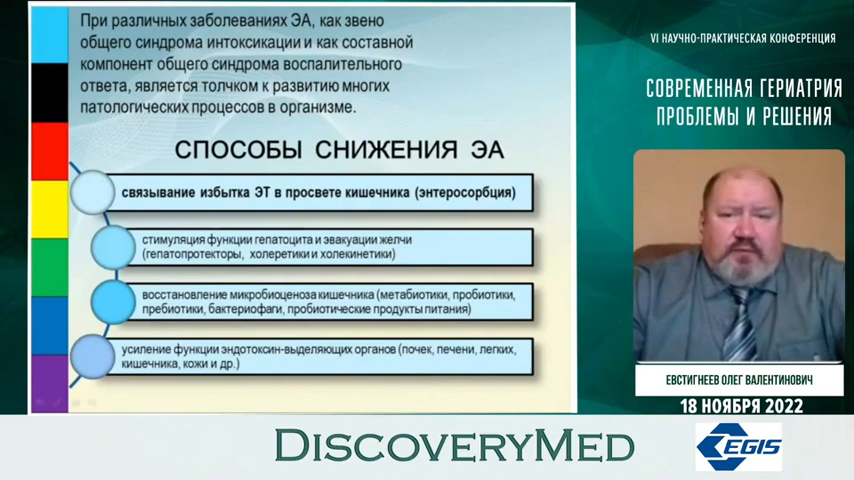 При различных заболеваниях ЭА, как звено
общего синдрома интоксикации и как составной
компонент общего синдрома воспалительного
ответа, является толчком к развитию многих
патологических процессов в организме.
СПОСОБЫ СНИЖЕНИЯ ЭА
связывание избытка ЭТ в просвете кишечника (энтеросорбция)
стимуляция функции гепатоцита и эвакуации желчи
(гепатопротекторы, холеретики и холекинетики)
восстановление микробиоценоза кишечника (метабиотики, пробиотики,
пребиотики, бактериофаги, пробиотические продукты питания)
усиление функции эндотоксин-выделяющих органов (почек, печени, легких,
кишечника, кожи и др.)
VI НАУЧНО-ПРАКТИЧЕСКАЯ КОНФЕРЕНЦИЯ
СОВРЕМЕННАЯ ГЕРИАТРИЯ
ПРОБЛЕМЫ И РЕШЕНИЯ
ЕВСТИГНЕЕВ ОЛЕГ ВАЛЕНТИНОВИЧ
18 НОЯБРЯ 2022
DISCOVERYMED
EGIS